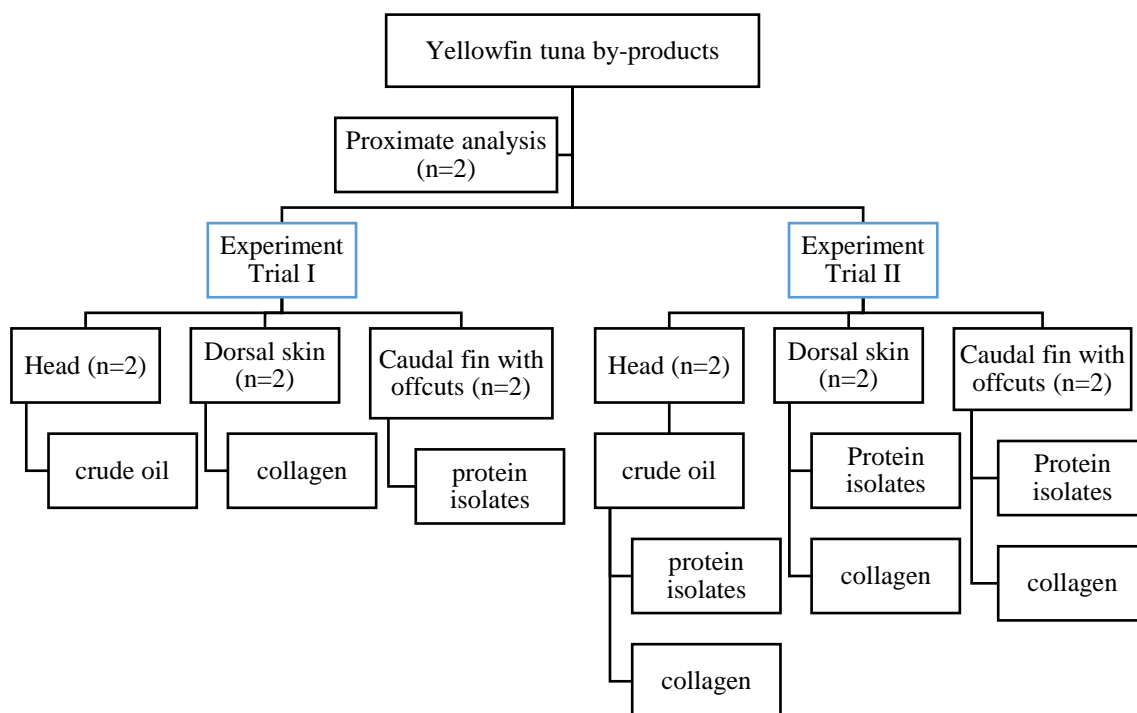 Yellowfin tuna by-products
Proximate analysis
(n=2)
Experiment
Trial I
Experiment
Trial II
Head (n=2)
Dorsal skin
(n=2)
Caudal fin with
offcuts (n=2)
Head (n=2)
Dorsal skin
(n=2)
Caudal fin with
offcuts (n=2)
crude oil
collagen
protein
isolates
crude oil
Protein
isolates
Protein
isolates
protein
isolates
collagen
collagen
collagen